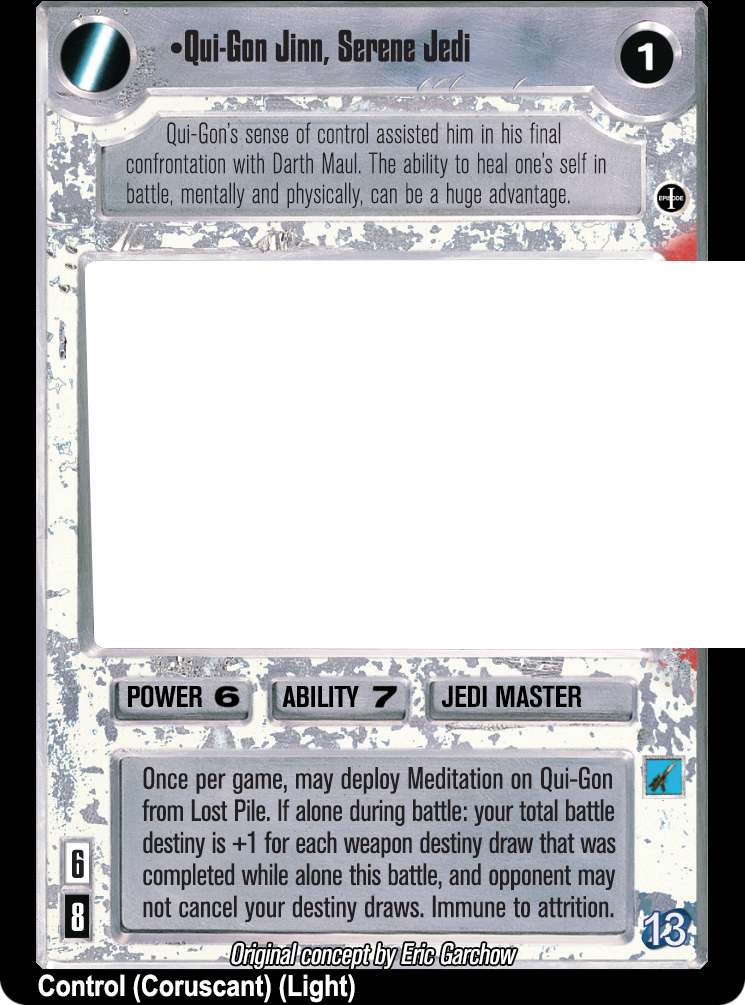 •Qui-Gon Jinn, Serene Jedi
1
Qui-Gon's sense of control assisted him in his final
confrontation with Darth Maul. The ability to heal one's self in
battle, mentally and physically, can be a huge advantage.
EPISODE I
POWER 6 ABILITY 7 JEDI MASTER
Once per game, may deploy Meditation on Qui-Gon
from Lost Pile. If alone during battle: your total battle
destiny is +1 for each weapon destiny draw that was
completed while alone this battle, and opponent may
not cancel your destiny draws. Immune to attrition.
6
8
13
Original concept by Eric Garchow
Control (Coruscant) (Light)